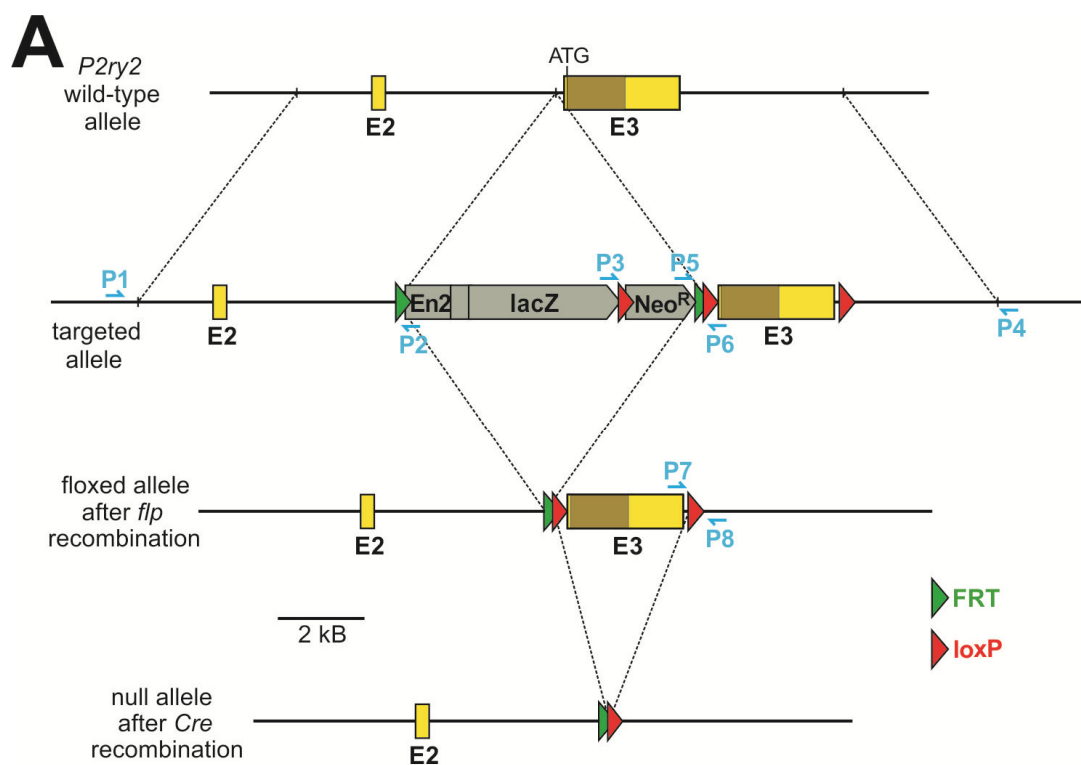 A
P2ry2
wild-type
allele
ATG
E2
E3
P1
P3
P5
En2
lacZ
NeoR
E2
P2
P6
E3
P4
targeted
allele
floxed allele
after flp
recombination
P7
E2
E3
P8
2 kB
FRT
loxP
null allele
after Cre
recombination
E2